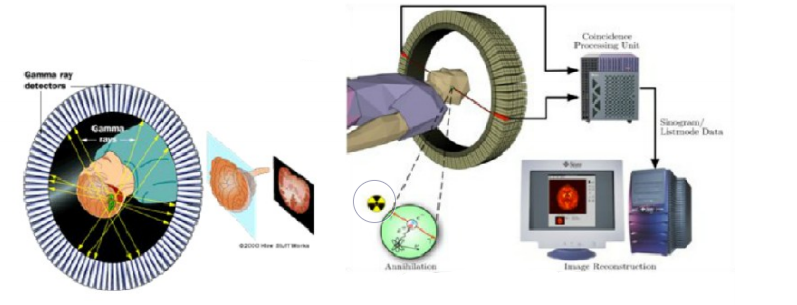 Gamma ray
detectors
Gamma
rays
©2000 How Stuff Works
Coincidence
Processing Unit
Sinogram/
Listmode Data
Annihilation
Image Reconstruction